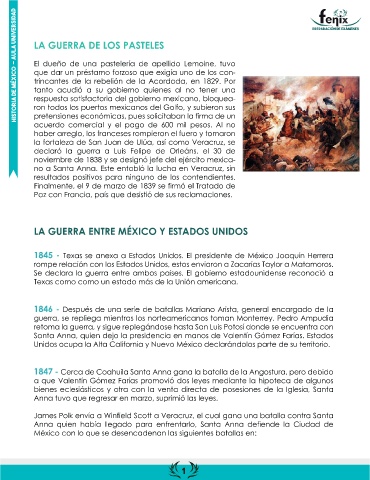 HISTORIA DE MÉXICO – AULA UNIVERSIDAD
fenix
PREPARACIÓN DE EXÁMENES
LA GUERRA DE LOS PASTELES
El dueño de una pastelería de apellido Lemoine, tuvo
que dar un préstamo forzoso que exigía uno de los con-
trincantes de la rebelión de la Acordada, en 1829. Por
tanto acudió a su gobierno quienes al no tener una
respuesta satisfactoria del gobierno mexicano, bloquea-
ron todos los puertos mexicanos del Golfo, y subieron sus
pretensiones económicas, pues solicitaban la firma de un
acuerdo comercial y el pago de 600 mil pesos. Al no
haber arreglo, los franceses rompieron el fuero y tomaron
la fortaleza de San Juan de Ulúa, así como Veracruz, se
declaró la guerra a Luis Felipe de Orleáns, el 30 de
noviembre de 1838 y se designó jefe del ejército mexica-
no a Santa Anna. Este entabló la lucha en Veracruz, sin
resultados positivos para ninguno de los contendientes.
Finalmente, el 9 de marzo de 1839 se firmó el Tratado de
Paz con Francia, país que desistió de sus reclamaciones.
LA GUERRA ENTRE MÉXICO Y ESTADOS UNIDOS
1845 - Texas se anexa a Estados Unidos. El presidente de México Joaquín Herrera
rompe relación con los Estados Unidos, estos enviaron a Zacarías Taylor a Matamoros.
Se declara la guerra entre ambos países. El gobierno estadounidense reconoció a
Texas como como un estado más de la Unión americana.
1846 - Después de una serie de batallas Mariano Arista, general encargado de la
guerra, se repliega mientras los norteamericanos toman Monterrey. Pedro Ampudia
retoma la guerra, y sigue replegándose hasta San Luis Potosí donde se encuentra con
Santa Anna, quien dejo la presidencia en manos de Valentín Gómez Farías. Estados
Unidos ocupa la Alta California y Nuevo México declarándolas parte de su territorio.
1847 - Cerca de Coahuila Santa Anna gana la batalla de la Angostura, pero debido
a que Valentín Gómez Farías promovió dos leyes mediante la hipoteca de algunos
bienes eclesiásticos y otra con la venta directa de posesiones de la Iglesia, Santa
Anna tuvo que regresar en marzo, suprimió las leyes.
James Polk envía a Winfield Scott a Veracruz, el cual gana una batalla contra Santa
Anna quien había llegado para enfrentarlo, Santa Anna defiende la Ciudad de
México con lo que se desencadenan las siguientes batallas en:
1